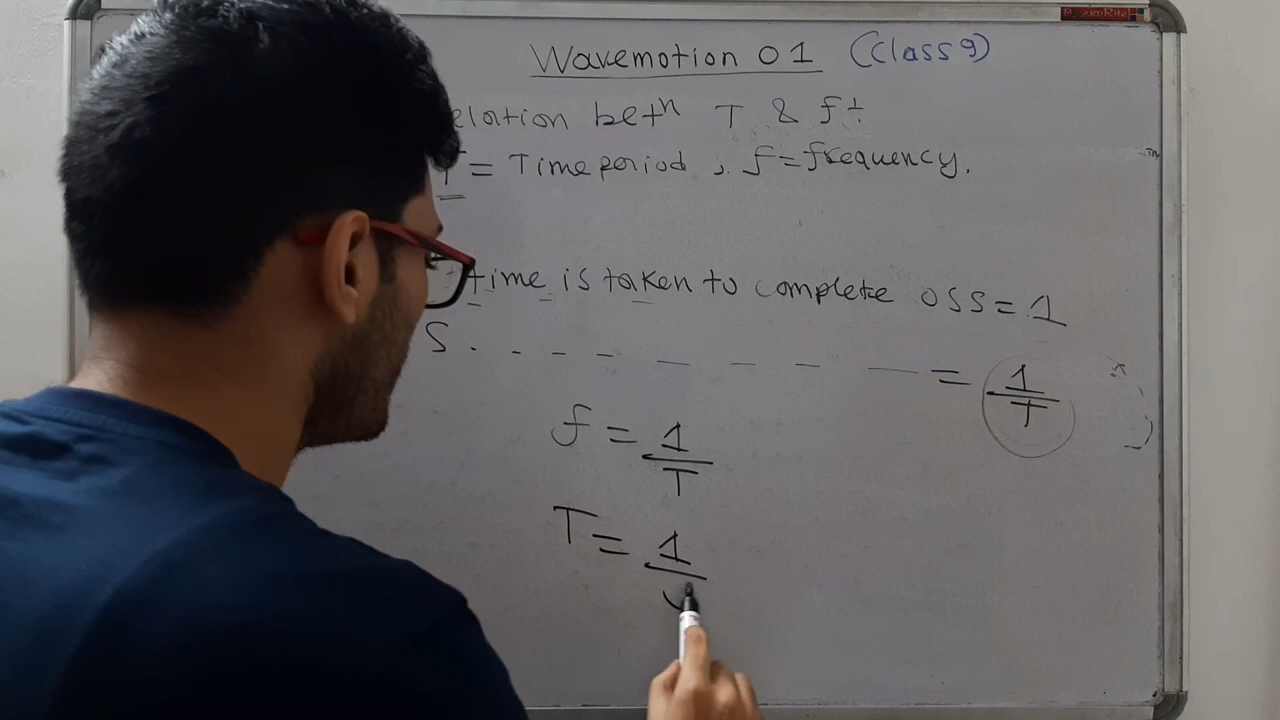 Wavemotion 01 (Class 9)
elation betn T & f÷
T = Time period , f = frequency.
time is taken to complete oss = 1
S. - - - - - - - = 1/T
f = 1/T
T = 1/